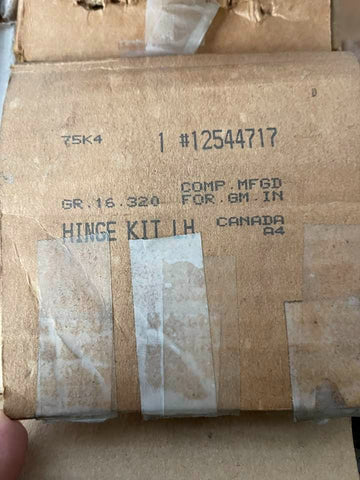 75K4 1 #12544717
COMP.MFGD
GR.16.320 FOR.GM.IN
HINGE KIT LH CANADA
A4